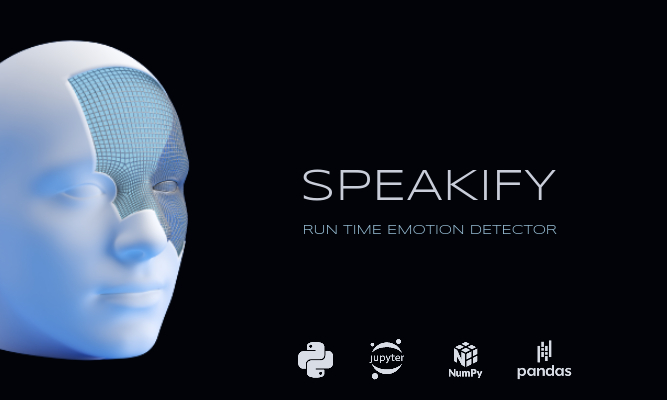 SPEAKIFY
RUN TIME EMOTION DETECTOR
jupyter
NumPy
pandas